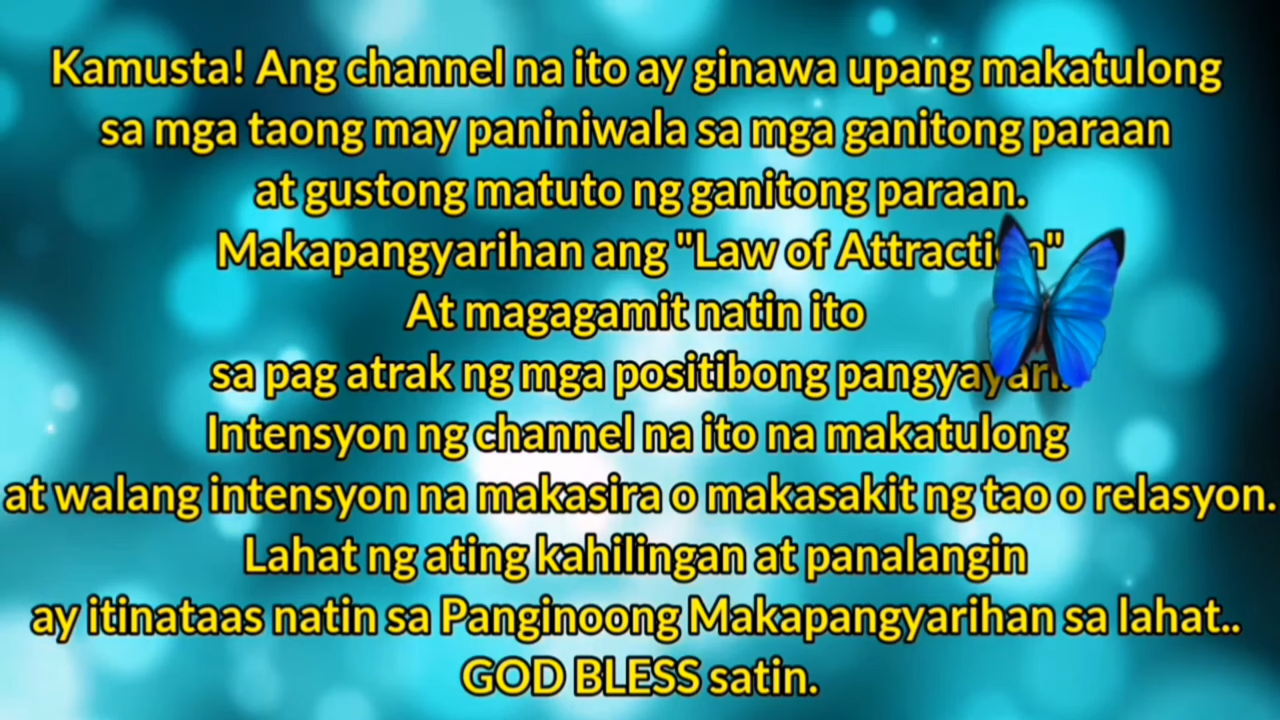 Kamusta! Ang channel na ito ay ginawa upang makatulong
sa mga taong may paniniwala sa mga ganitong paraan
at gustong matuto ng ganitong paraan.
Makapangyarihan ang "Law of Attraction"
At magagamit natin ito
sa pag atrak ng mga positibong pangyayari.
Intensyon ng channel na ito na makatulong
at walang intensyon na makasira o makasakit ng tao o relasyon.
Lahat ng ating kahilingan at panalangin
ay itinataas natin sa Panginoong Makapangyarihan sa lahat..
GOD BLESS satin.